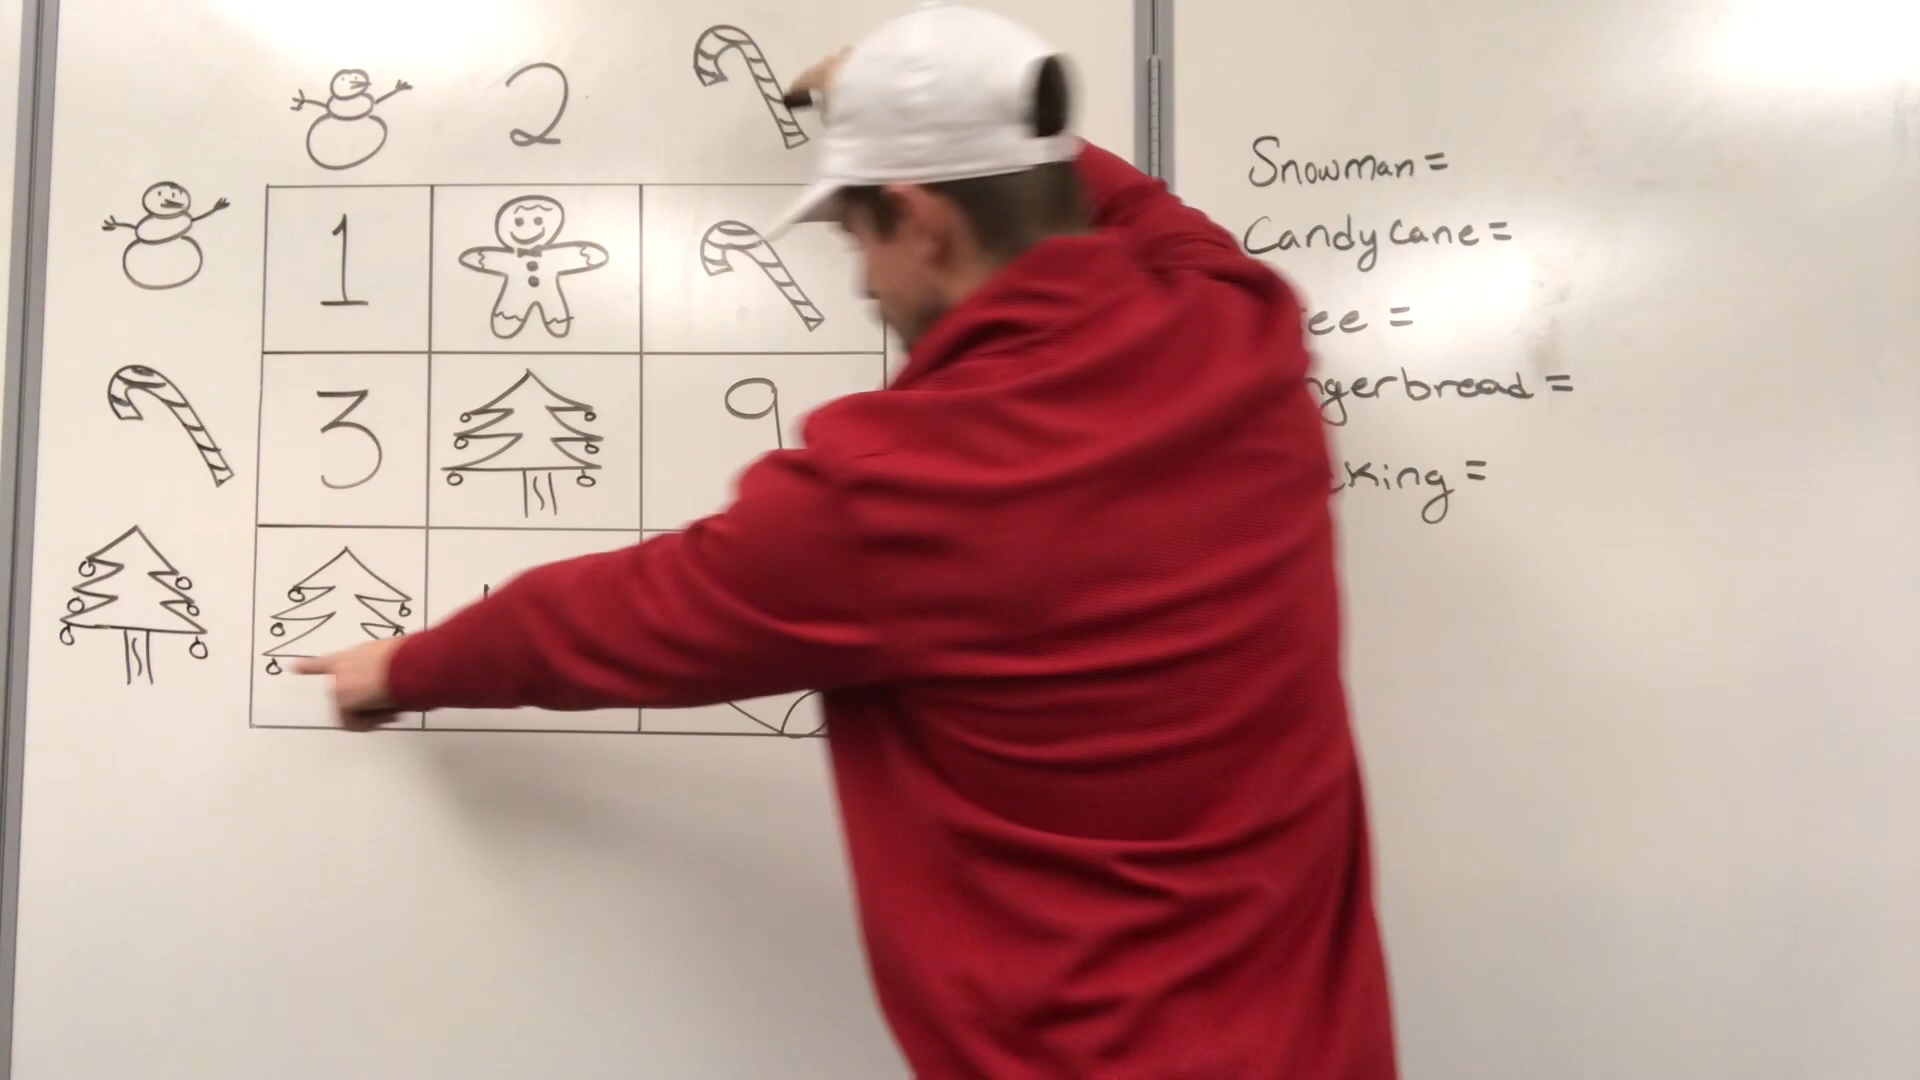 2
1
3 9
Snowman =
Candy cane =
ee =
ngerbread =
king =